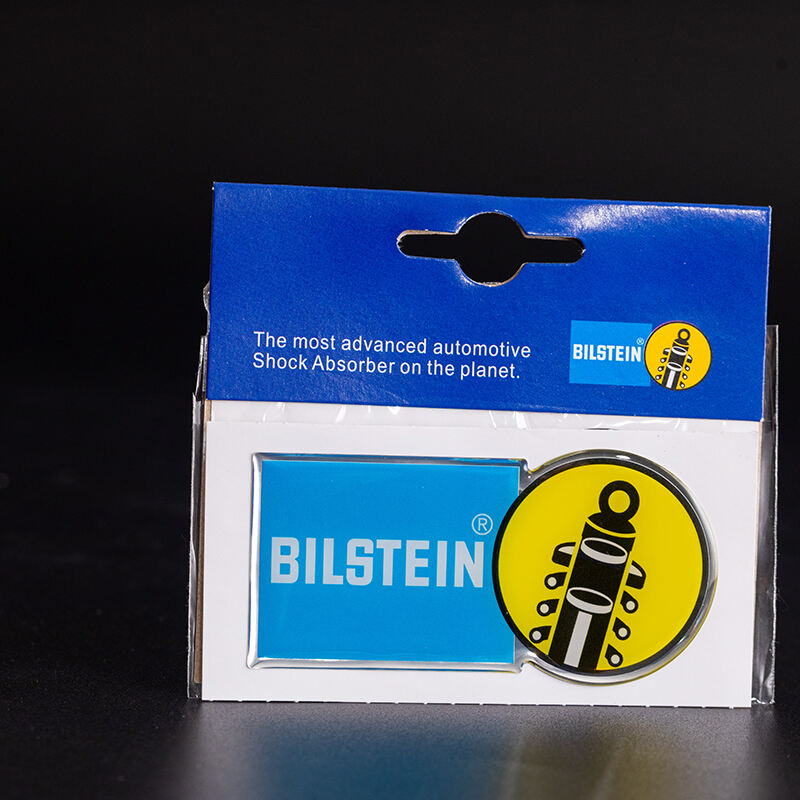 The most advanced automotive
Shock Absorber on the planet.
BILSTEIN®
BILSTEIN®